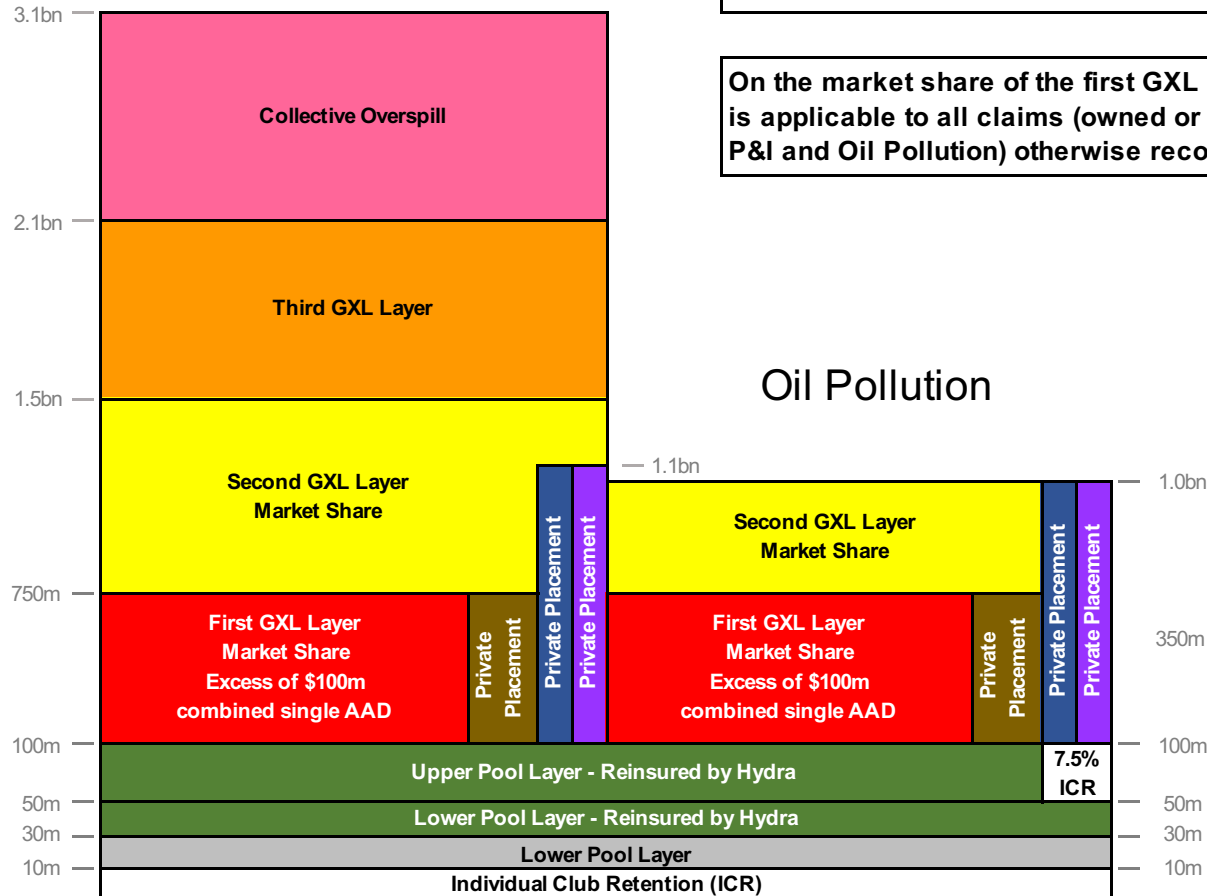 3.1bn
On the market share of the first GXL
is applicable to all claims (owned or
P&I and Oil Pollution) otherwise reco
Collective Overspill
2.1bn
Third GXL Layer
Oil Pollution
1.5bn
1.1bn
1.0bn
Second GXL Layer
Market Share
Private Placement
Private Placement
Second GXL Layer
Market Share
Private Placement
Private Placement
750m
First GXL Layer
Market Share
Excess of $100m
combined single AAD
Private
Placement
First GXL Layer
Market Share
Excess of $100m
combined single AAD
Private
Placement
350m
100m
100m
Upper Pool Layer - Reinsured by Hydra
7.5%
ICR
50m
50m
Lower Pool Layer - Reinsured by Hydra
30m
30m
Lower Pool Layer
10m
10m
Individual Club Retention (ICR)